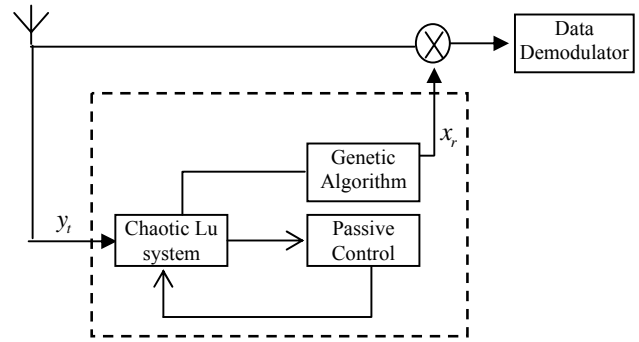 Data
Demodulator
x_r
Genetic
Algorithm
y_t
Chaotic Lu
system
Passive
Control